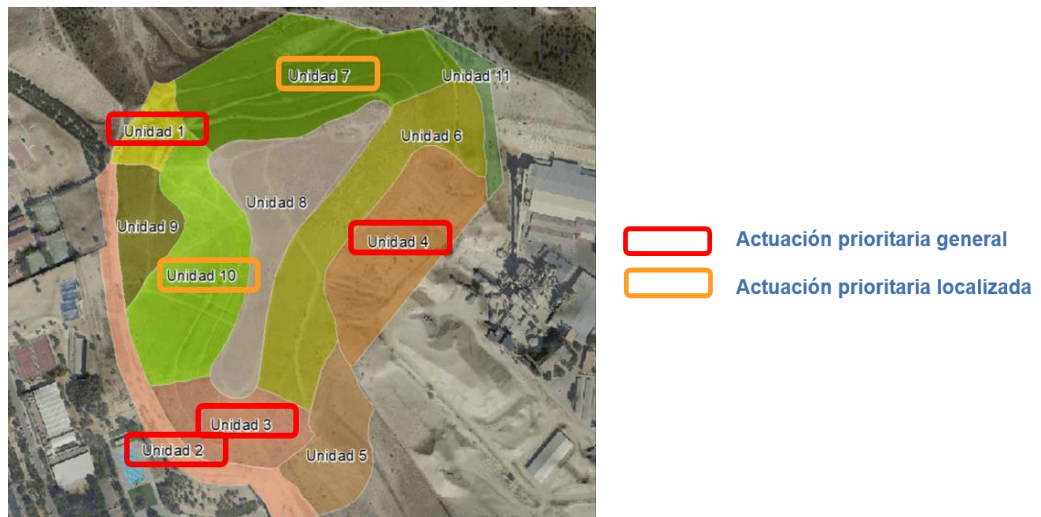 Unidad 7
Unidad 11
Unidad 1
Unidad 6
Unidad 8
Unidad 9
Unidad 4
Unidad 10
Unidad 3
Unidad 2
Unidad 5
Actuación prioritaria general
Actuación prioritaria localizada